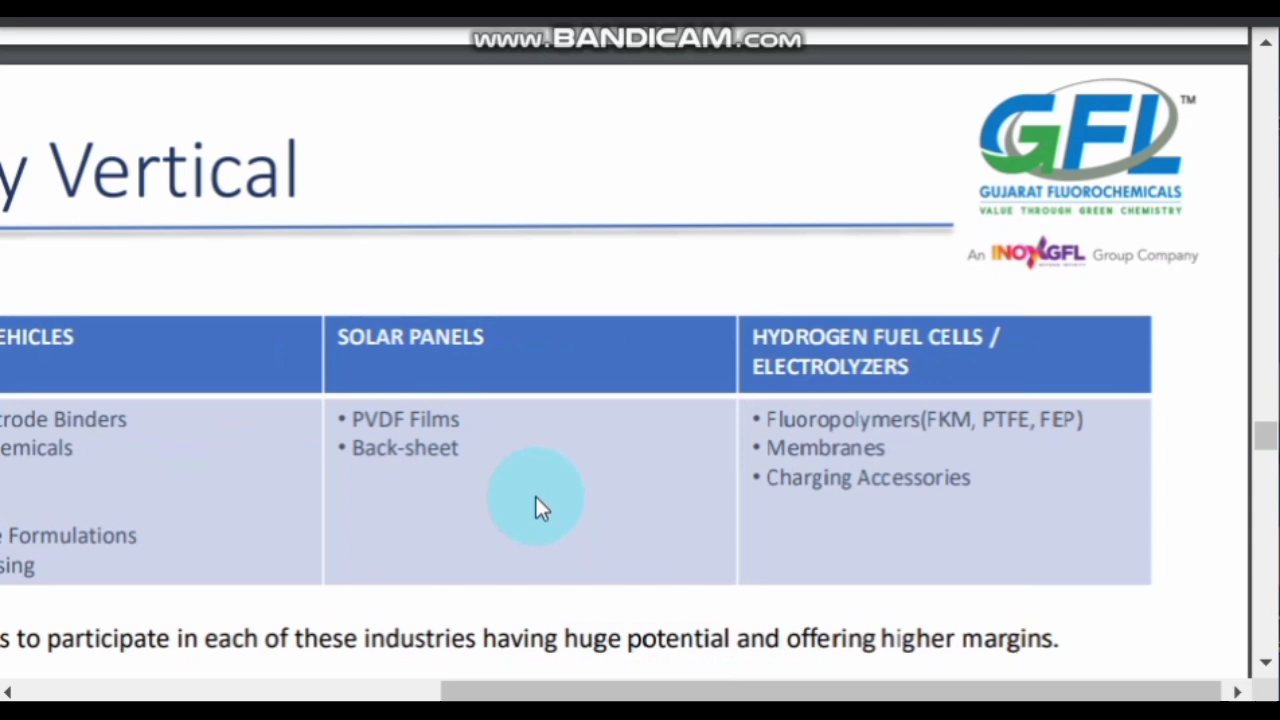 www.BANDICAM.com
y Vertical
GFL TM
GUJARAT FLUOROCHEMICALS
VALUE THROUGH GREEN CHEMISTRY
An INOXGFL Group Company
EHICLES
SOLAR PANELS
HYDROGEN FUEL CELLS /
ELECTROLYZERS
trode Binders
emicals
e Formulations
sing
• PVDF Films
• Back-sheet
• Fluoropolymers(FKM, PTFE, FEP)
• Membranes
• Charging Accessories
s to participate in each of these industries having huge potential and offering higher margins.